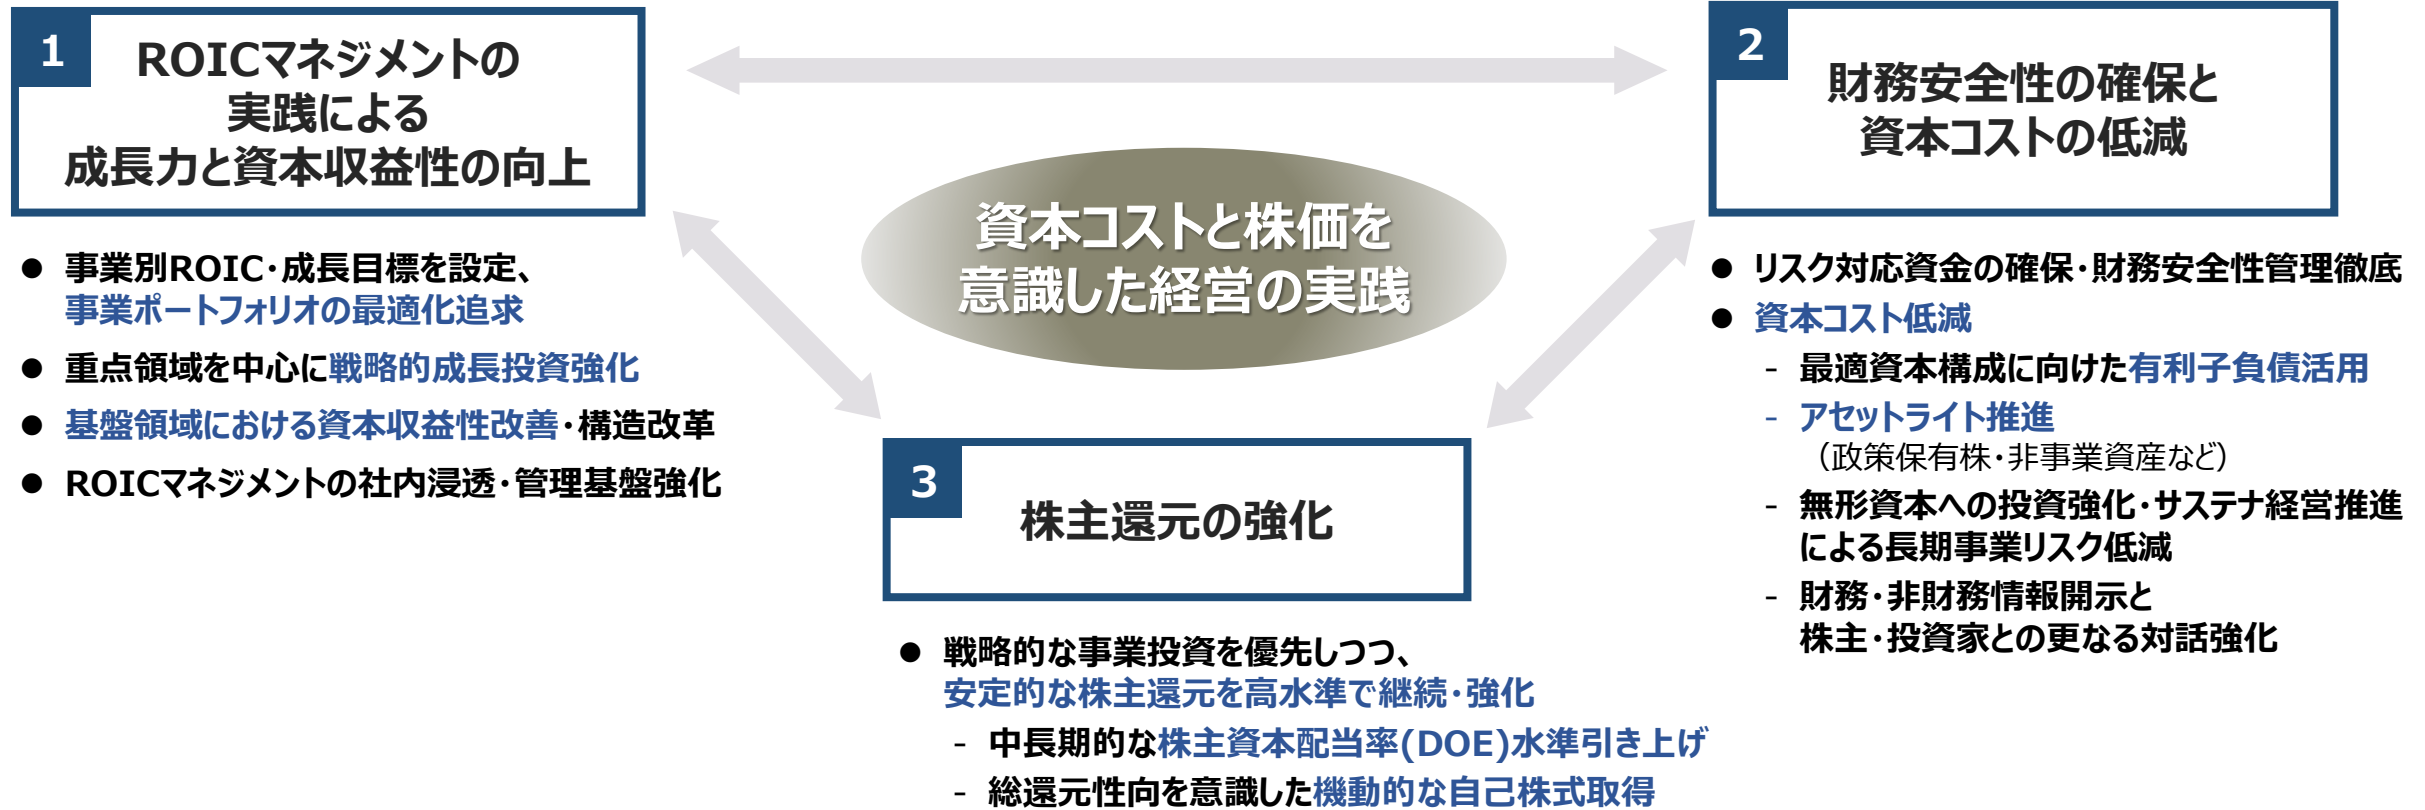 1
ROICマネジメントの
実践による
成長力と資本収益性の向上
● 事業別ROIC・成長目標を設定、
事業ポートフォリオの最適化追求
● 重点領域を中心に戦略的成長投資強化
● 基盤領域における資本収益性改善・構造改革
● ROICマネジメントの社内浸透・管理基盤強化
資本コストと株価を
意識した経営の実践
2
財務安全性の確保と
資本コストの低減
● リスク対応資金の確保・財務安全性管理徹底
● 資本コスト低減
- 最適資本構成に向けた有利子負債活用
- アセットライト推進
（政策保有株・非事業資産など）
- 無形資本への投資強化・サステナ経営推進
による長期事業リスク低減
- 財務・非財務情報開示と
株主・投資家との更なる対話強化
3
株主還元の強化
● 戦略的な事業投資を優先しつつ、
安定的な株主還元を高水準で継続・強化
- 中長期的な株主資本配当率(DOE)水準引き上げ
- 総還元性向を意識した機動的な自己株式取得